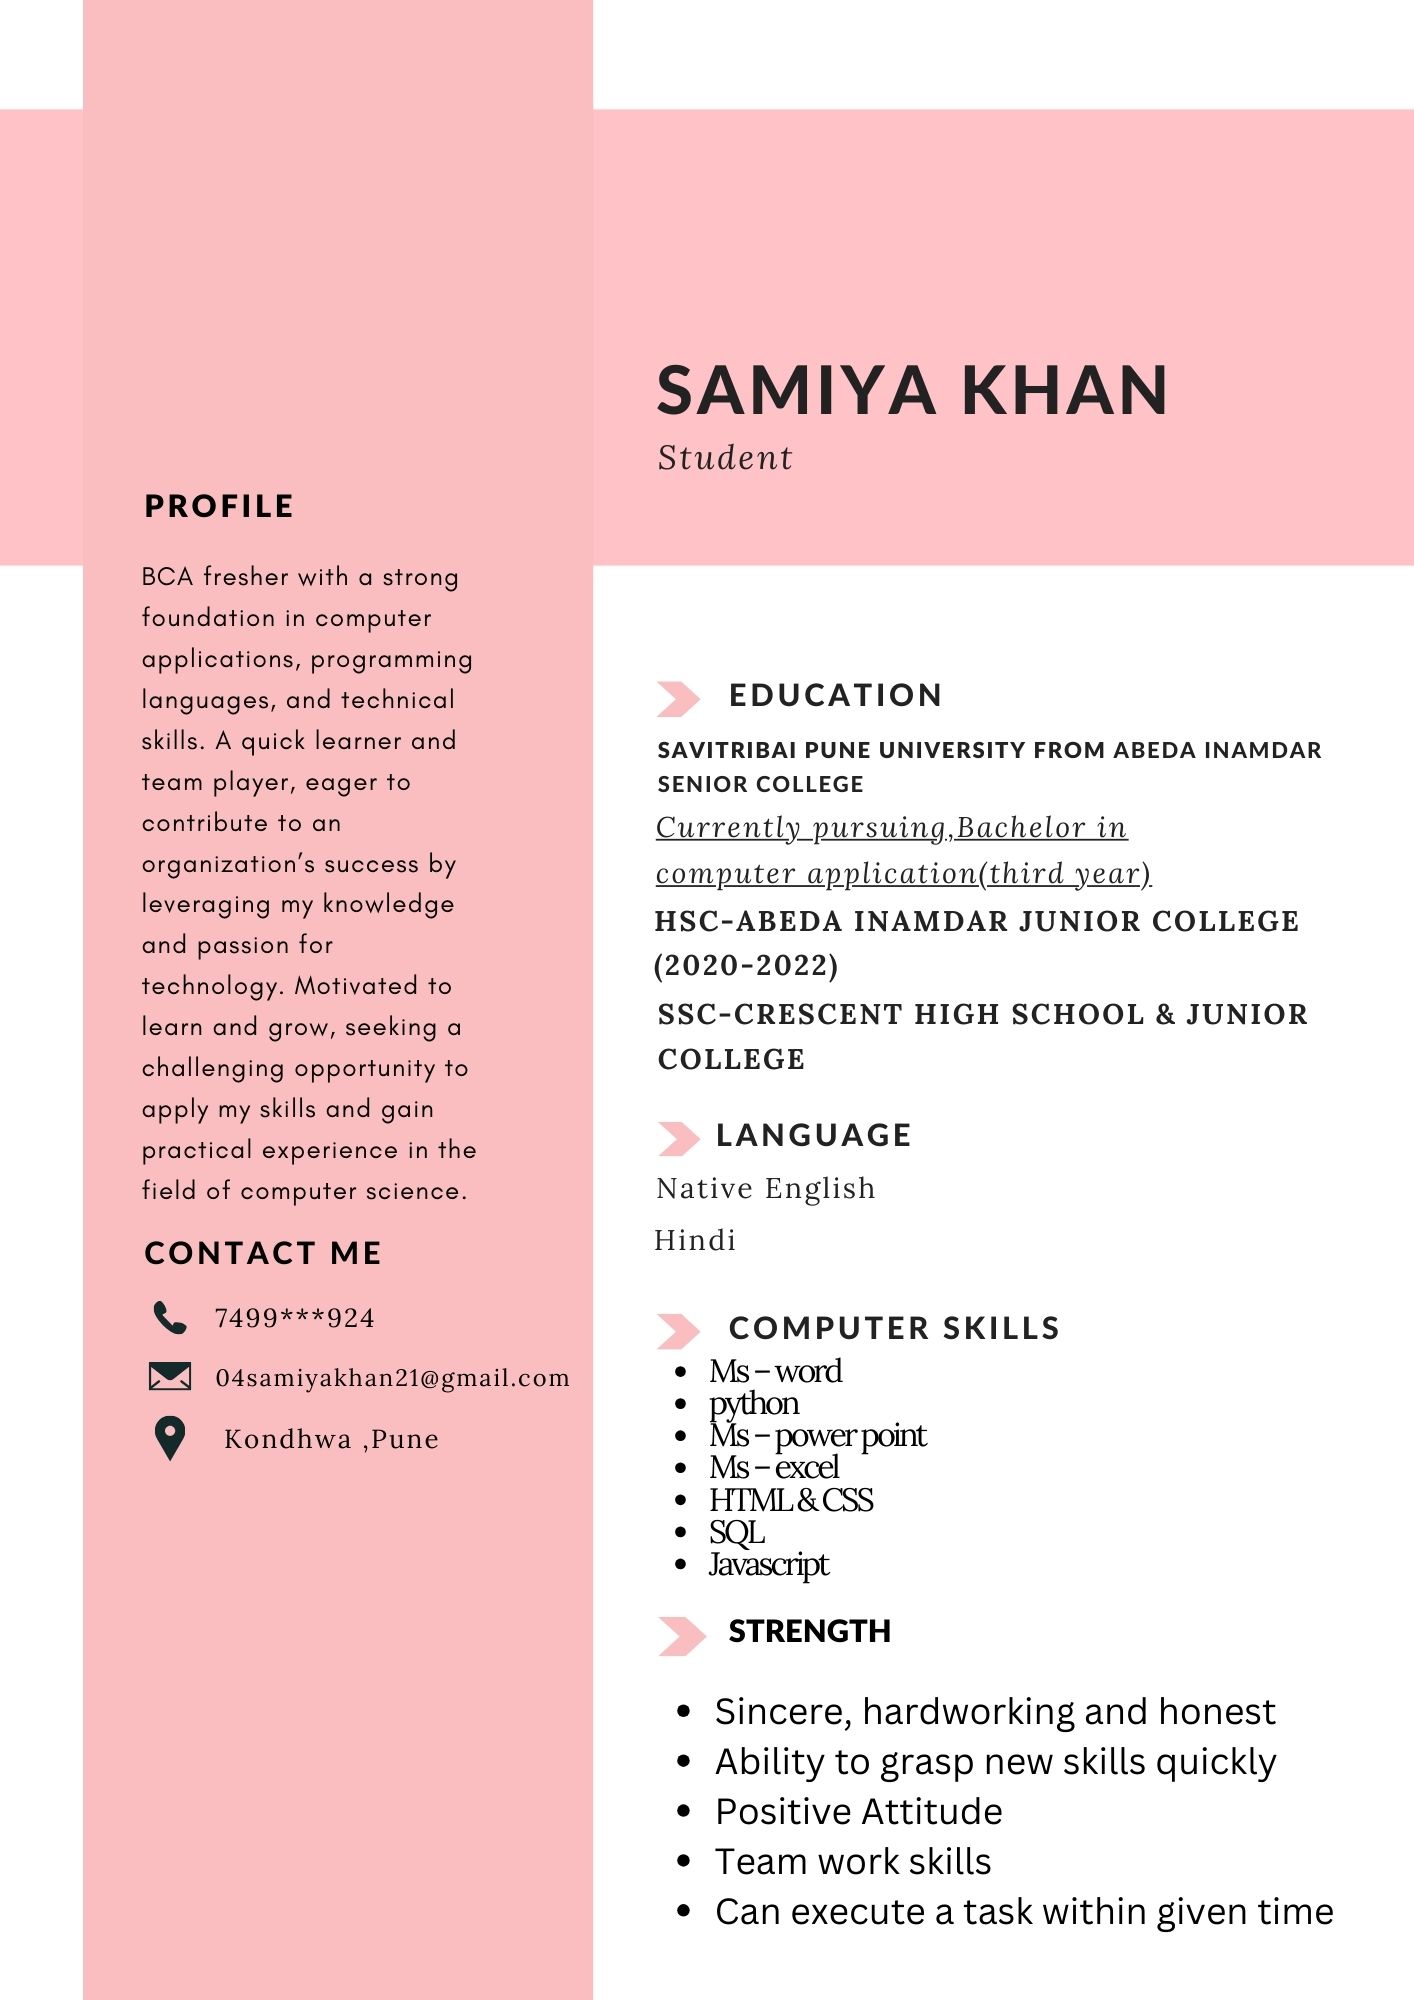 SAMIYA KHAN
Student
PROFILE
BCA fresher with a strong
foundation in computer
applications, programming
languages, and technical
skills. A quick learner and
team player, eager to
contribute to an
organization’s success by
leveraging my knowledge
and passion for
technology. Motivated to
learn and grow, seeking a
challenging opportunity to
apply my skills and gain
practical experience in the
field of computer science.
CONTACT ME
7499***924
04samiyakhan21@gmail.com
Kondhwa ,Pune
EDUCATION
SAVITRIBAI PUNE UNIVERSITY FROM ABEDA INAMDAR
SENIOR COLLEGE
Currently pursuing,Bachelor in
computer application(third year)
HSC-ABEDA INAMDAR JUNIOR COLLEGE
(2020-2022)
SSC-CRESCENT HIGH SCHOOL & JUNIOR
COLLEGE
LANGUAGE
Native English
Hindi
COMPUTER SKILLS
• Ms – word
• python
• Ms – power point
• Ms – excel
• HTML & CSS
• SQL
• Javascript
STRENGTH
• Sincere, hardworking and honest
• Ability to grasp new skills quickly
• Positive Attitude
• Team work skills
• Can execute a task within given time